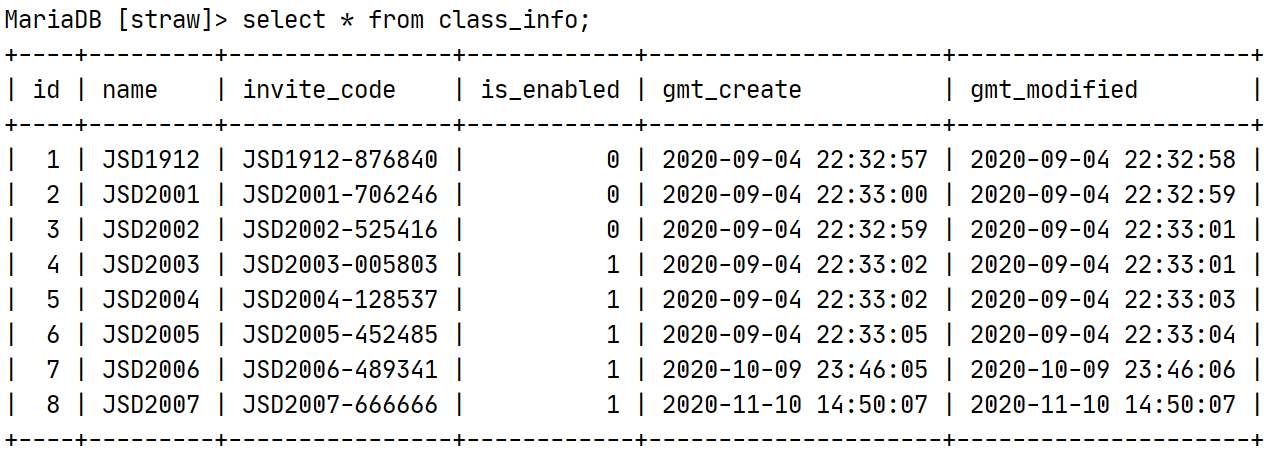 MariaDB [straw]> select * from class_info;
+----+---------+----------------+------------+---------------------+---------------------+
| id | name    | invite_code    | is_enabled | gmt_create          | gmt_modified        |
+----+---------+----------------+------------+---------------------+---------------------+
|  1 | JSD1912 | JSD1912-876840 |          0 | 2020-09-04 22:32:57 | 2020-09-04 22:32:58 |
|  2 | JSD2001 | JSD2001-706246 |          0 | 2020-09-04 22:33:00 | 2020-09-04 22:32:59 |
|  3 | JSD2002 | JSD2002-525416 |          0 | 2020-09-04 22:32:59 | 2020-09-04 22:33:01 |
|  4 | JSD2003 | JSD2003-005803 |          1 | 2020-09-04 22:33:02 | 2020-09-04 22:33:01 |
|  5 | JSD2004 | JSD2004-128537 |          1 | 2020-09-04 22:33:02 | 2020-09-04 22:33:03 |
|  6 | JSD2005 | JSD2005-452485 |          1 | 2020-09-04 22:33:05 | 2020-09-04 22:33:04 |
|  7 | JSD2006 | JSD2006-489341 |          1 | 2020-10-09 23:46:05 | 2020-10-09 23:46:06 |
|  8 | JSD2007 | JSD2007-666666 |          1 | 2020-11-10 14:50:07 | 2020-11-10 14:50:07 |
+----+---------+----------------+------------+---------------------+---------------------+